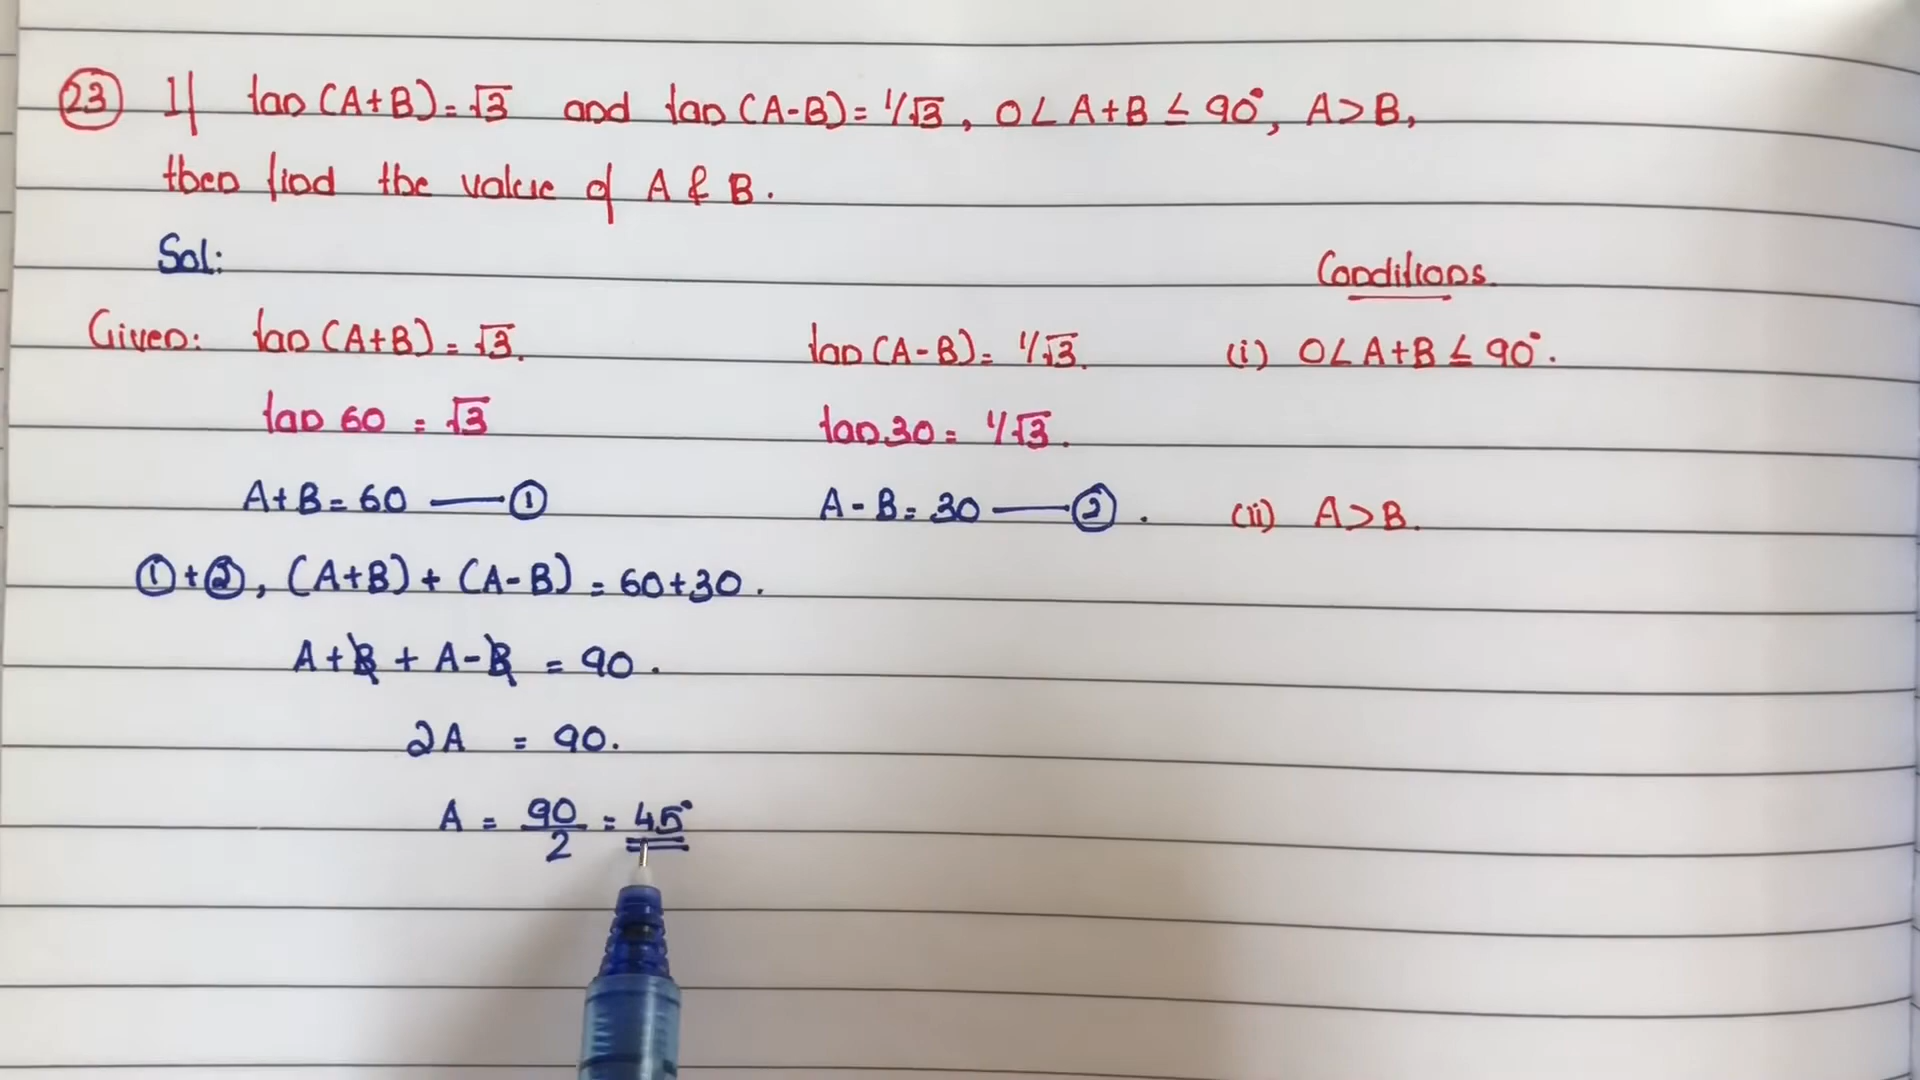 23 If tan (A+B) = √3 and tan (A-B) = 1/√3, 0 < A+B ≤ 90°, A>B,
then find the value of A & B.
Sol:
Conditions.
Given: tan (A+B) = √3. tan (A-B) = 1/√3. (i) 0 < A+B ≤ 90°.
tan 60 = √3 tan 30 = 1/√3.
A+B = 60 —— ① A-B = 30 —— ② . (ii) A>B.
①+②, (A+B) + (A-B) = 60+30.
A+B + A-B = 90.
2A = 90.
A = 90/2 = 45°